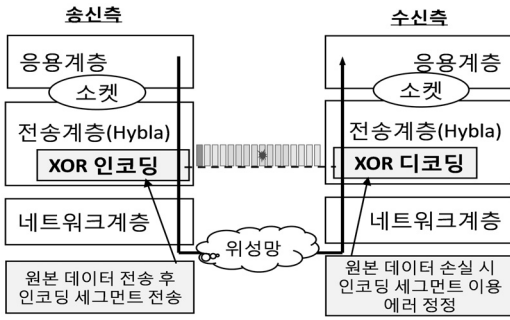 송신측
수신측
응용계층
응용계층
소켓
소켓
전송계층(Hybla)
전송계층(Hybla)
XOR 인코딩
XOR 디코딩
네트워크계층
네트워크계층
위성망
원본 데이터 전송 후
인코딩 세그먼트 전송
원본 데이터 손실 시
인코딩 세그먼트 이용
에러 정정